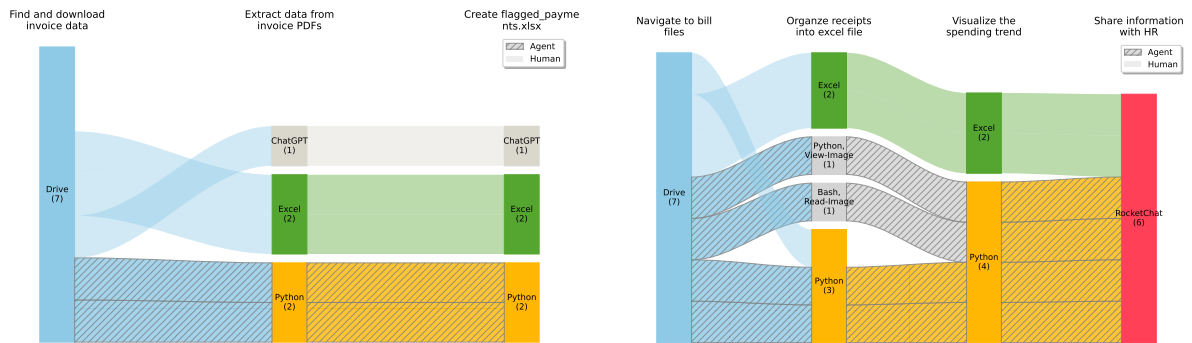 Find and download
invoice data
Extract data from
invoice PDFs
Create flagged_payme
nts.xlsx
Agent
Human
Drive
(7)
ChatGPT
(1)
Excel
(2)
Python
(2)
ChatGPT
(1)
Excel
(2)
Python
(2)
Navigate to bill
files
Organze receipts
into excel file
Visualize the
spending trend
Share information
with HR
Agent
Human
Drive
(7)
Excel
(2)
Python,
View-Image
(1)
Bash,
Read-Image
(1)
Python
(3)
Excel
(2)
Python
(4)
RocketChat
(6)